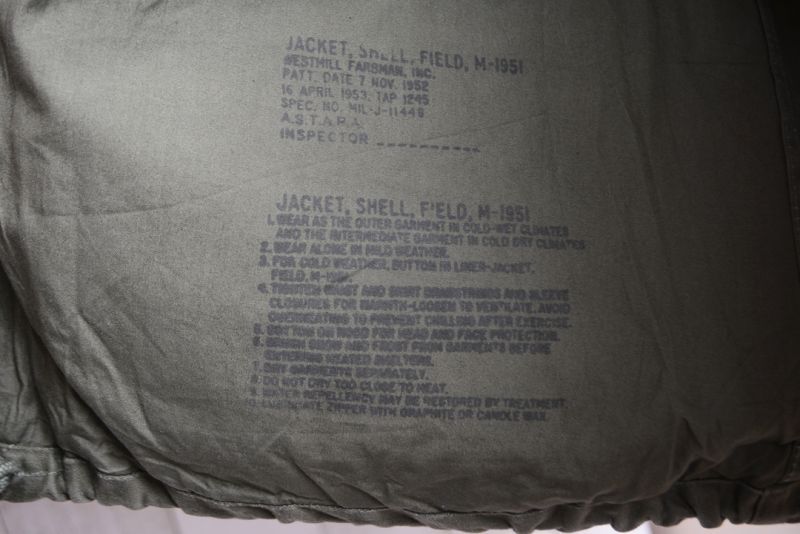 JACKET, SHELL, FIELD, M-1951
WESTMILL FARBMAN, INC.
PATT. DATE 7 NOV. 1952
16 APRIL 1953, TAP 1245
SPEC. NO. MIL-J-11448
A.S.T.A.P.A.
INSPECTOR
JACKET, SHELL, FIELD, M-1951
1. WEAR AS THE OUTER GARMENT IN COLD-WET CLIMATES
AND THE INTERMEDIATE GARMENT IN COLD DRY CLIMATES
2. WEAR ALONE IN MILD WEATHER.
3. FOR COLD WEATHER, BUTTON IN LINER-JACKET,
FIELD,
4. TIGHTEN WAIST AND SKIRT DRAWSTRINGS AND SLEEVE
CLOSURES FOR WARMTH-LOOSEN TO VENTILATE. AVOID
OVERHEATING TO PREVENT CHILLING AFTER EXERCISE.
5. BUTTON ON HOOD FOR HEAD AND FACE PROTECTION.
6. BRUSH SNOW AND FROST FROM GARMENTS BEFORE
ENTERING HEATED SHELTERS.
7. DRY GARMENTS SEPARATELY.
8. DO NOT DRY TOO CLOSE TO HEAT.
9. WATER REPELLENCY MAY BE RESTORED BY TREATMENT.
LUBRICATE ZIPPER WITH GRAPHITE OR CANDLE WAX.